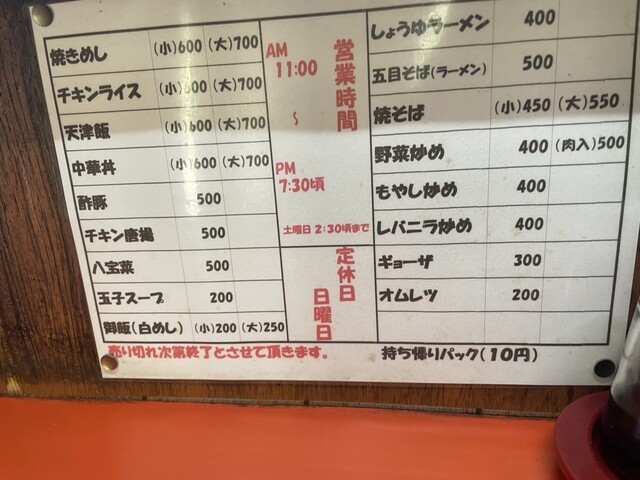 焼きめし (小)600 (大)700
チキンライス (小)600 (大)700
天津飯 (小)600 (大)700
中華丼 (小)600 (大)700
酢豚 500
チキン唐揚 500
八宝菜 500
玉子スープ 200
御飯(白めし) (小)200 (大)250
営業時間
AM
11:00
~
PM
7:30頃
土曜日 2:30頃まで
定休日
日曜日
しょうゆラーメン 400
五目そば(ラーメン) 500
焼そば (小)450 (大)550
野菜炒め 400 (肉入)500
もやし炒め 400
レバニラ炒め 400
ギョーザ 300
オムレツ 200
売り切れ次第終了とさせて頂きます。
持ち帰りパック(10円)